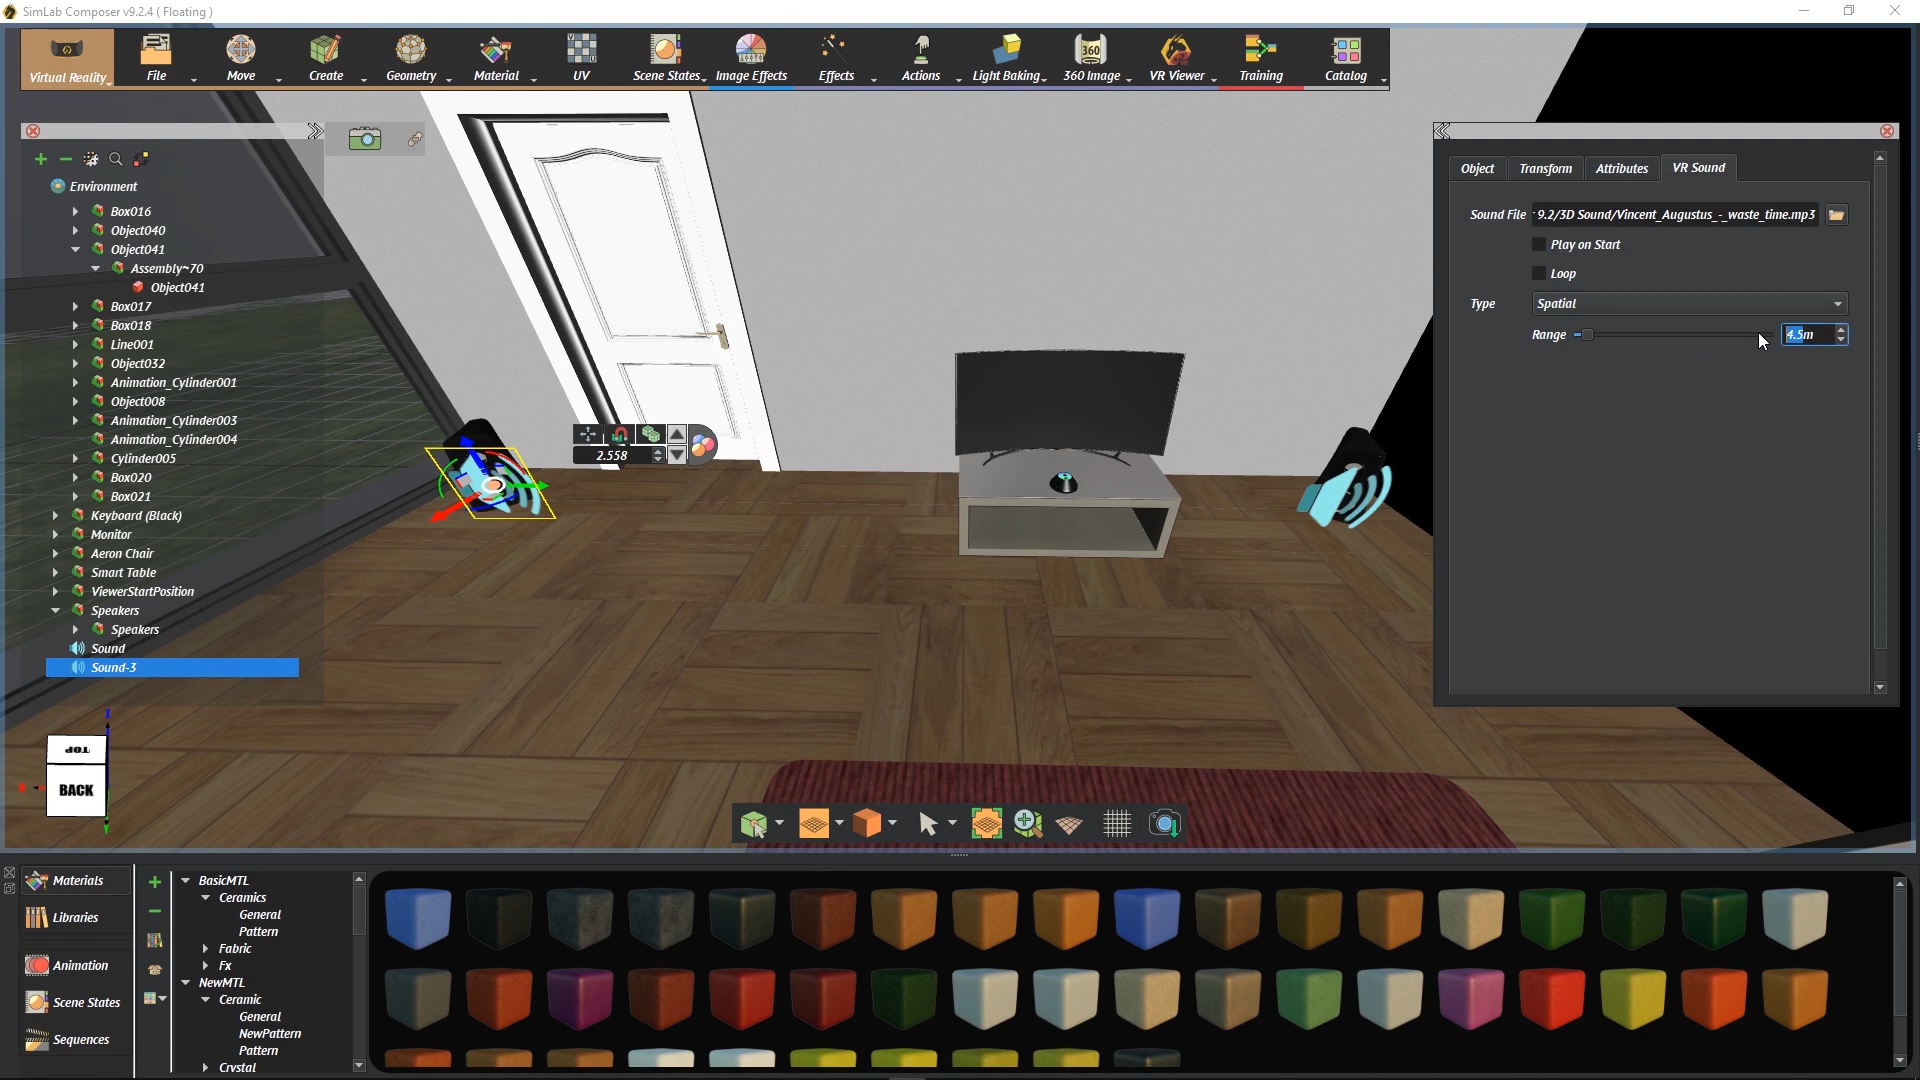 SimLab Composer v9.2.4 ( Floating )
Virtual Reality
File
Move
Create
Geometry
Material
UV
Scene States
Image Effects
Effects
Actions
Light Baking
360 Image
VR Viewer
Training
Catalog
360
Environment
Box016
Object040
Object041
Assembly~70
Object041
Box017
Box018
Line001
Object032
Animation_Cylinder001
Object008
Animation_Cylinder003
Animation_Cylinder004
Cylinder005
Box020
Box021
Keyboard (Black)
Monitor
Aeron Chair
Smart Table
ViewerStartPosition
Speakers
Speakers
Sound
Sound-3
2.558
Object
Transform
Attributes
VR Sound
Sound File
9.2/3D Sound/Vincent_Augustus_-_waste_time.mp3
Play on Start
Loop
Type
Spatial
Range
4.5m
TOP
BACK
Materials
Libraries
Animation
Scene States
Sequences
BasicMTL
Ceramics
General
Pattern
Fabric
Fx
NewMTL
Ceramic
General
NewPattern
Pattern
Crystal